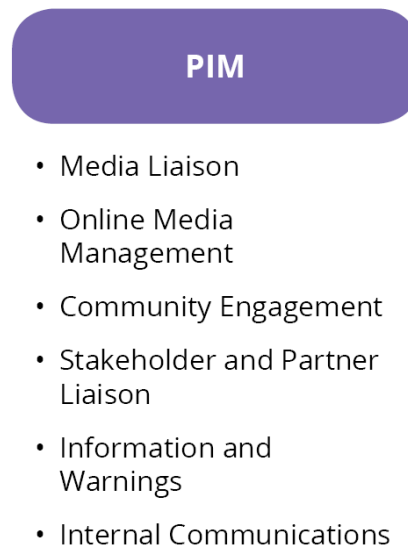 PIM
• Media Liaison
• Online Media
Management
• Community Engagement
• Stakeholder and Partner
Liaison
• Information and
Warnings
• Internal Communications